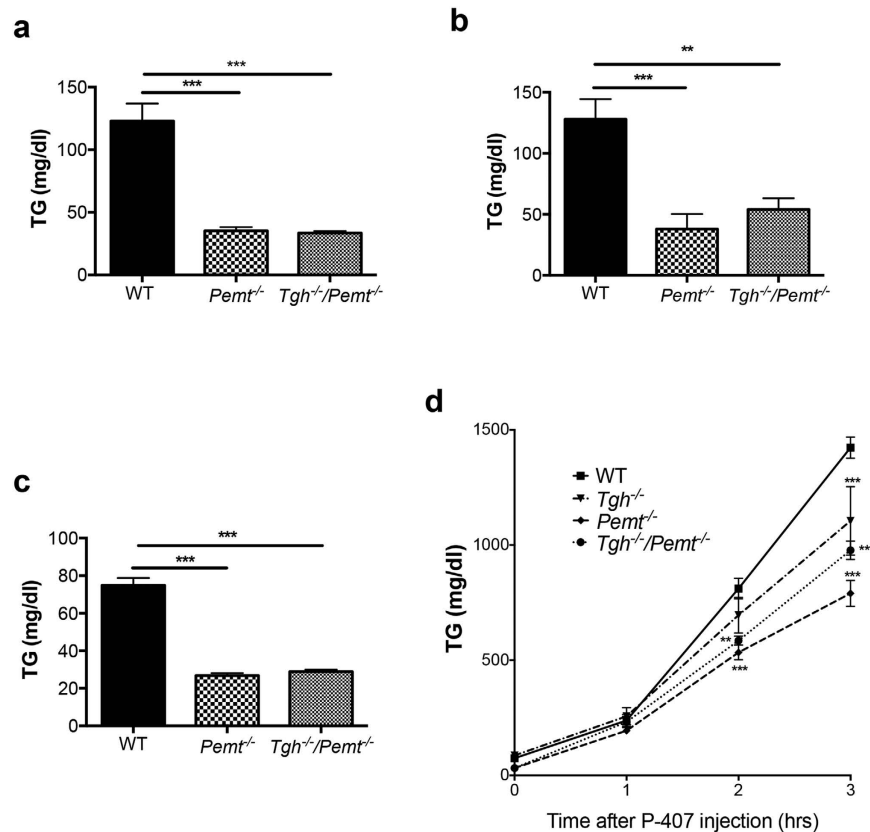 a
***
***
150
100
50
0
TG (mg/dl)
WT
Pemt-/-
Tgh-/-/Pemt-/-
b
**
***
150
100
50
0
TG (mg/dl)
WT
Pemt-/-
Tgh-/-/Pemt-/-
c
***
***
100
80
60
40
20
0
TG (mg/dl)
WT
Pemt-/-
Tgh-/-/Pemt-/-
d
1500
1000
500
0
TG (mg/dl)
WT
Tgh-/-
Pemt-/-
Tgh-/-/Pemt-/-
***
**
***
**
***
0 1 2 3
Time after P-407 injection (hrs)